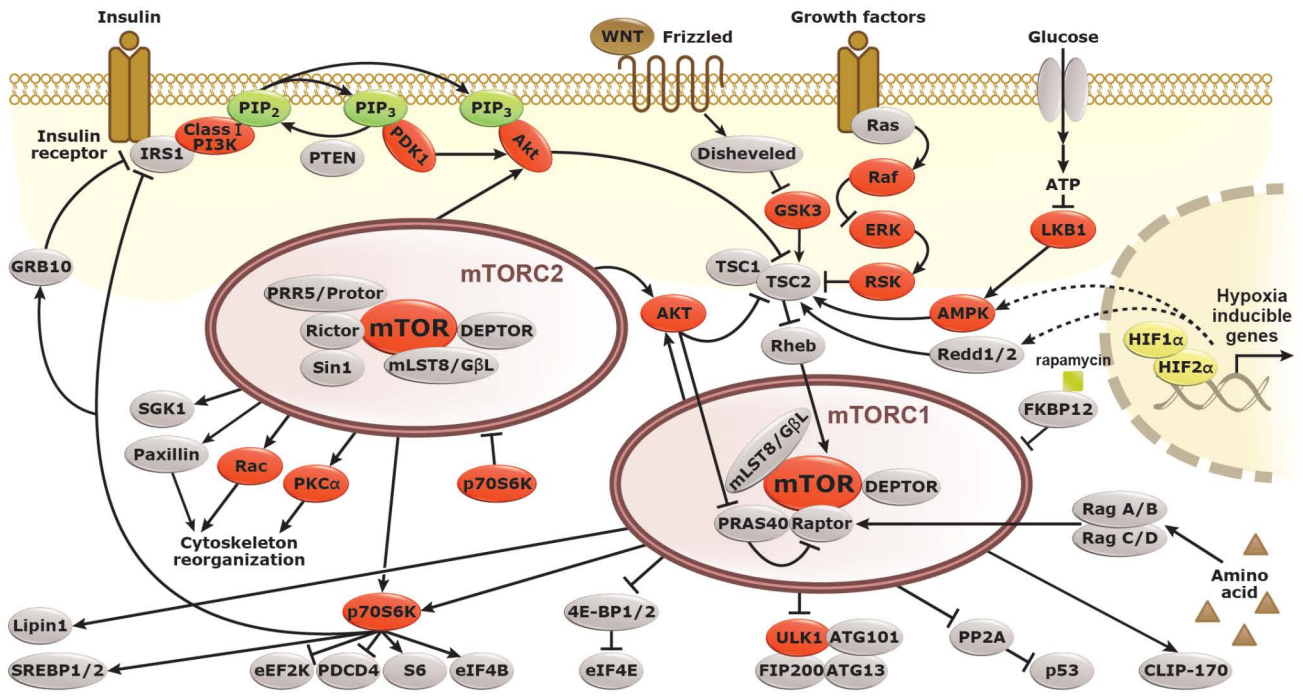 Insulin
WNT
Frizzled
Growth factors
Glucose
PIP2
PIP3
PIP3
Class I
PI3K
Insulin
receptor
IRS1
PTEN
PDK1
Akt
Ras
Disheveled
Raf
ATP
GSK3
ERK
LKB1
GRB10
mTORC2
TSC1
TSC2
RSK
PRR5/Protor
Rictor
mTOR
DEPTOR
Sin1
mLST8/GβL
AKT
AMPK
Hypoxia
inducible
genes
Rheb
Redd1/2
HIF1α
HIF2α
rapamycin
FKBP12
SGK1
Paxillin
Rac
PKCα
p70S6K
mTORC1
mLST8/GβL
mTOR
DEPTOR
PRAS40
Raptor
Rag A/B
Rag C/D
Cytoskeleton
reorganization
Amino
acid
Lipin1
p70S6K
4E-BP1/2
ULK1
ATG101
PP2A
SREBP1/2
eEF2K
PDCD4
S6
eIF4B
eIF4E
FIP200
ATG13
p53
CLIP-170